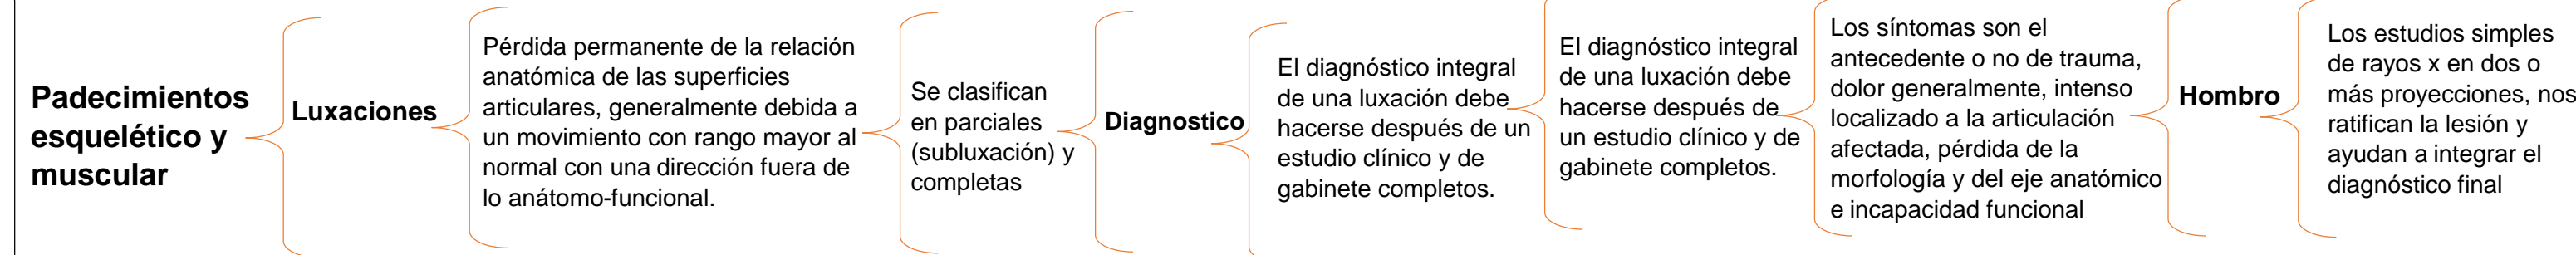 Padecimientos
esquelético y
muscular
Luxaciones
Pérdida permanente de la relación
anatómica de las superficies
articulares, generalmente debida a
un movimiento con rango mayor al
normal con una dirección fuera de
lo anátomo-funcional.
Se clasifican
en parciales
(subluxación) y
completas
Diagnostico
El diagnóstico integral
de una luxación debe
hacerse después de un
estudio clínico y de
gabinete completos.
El diagnóstico integral
de una luxación debe
hacerse después de
un estudio clínico y de
gabinete completos.
Los síntomas son el
antecedente o no de trauma,
dolor generalmente, intenso
localizado a la articulación
afectada, pérdida de la
morfología y del eje anatómico
e incapacidad funcional
Hombro
Los estudios simples
de rayos x en dos o
más proyecciones, nos
ratifican la lesión y
ayudan a integrar el
diagnóstico final